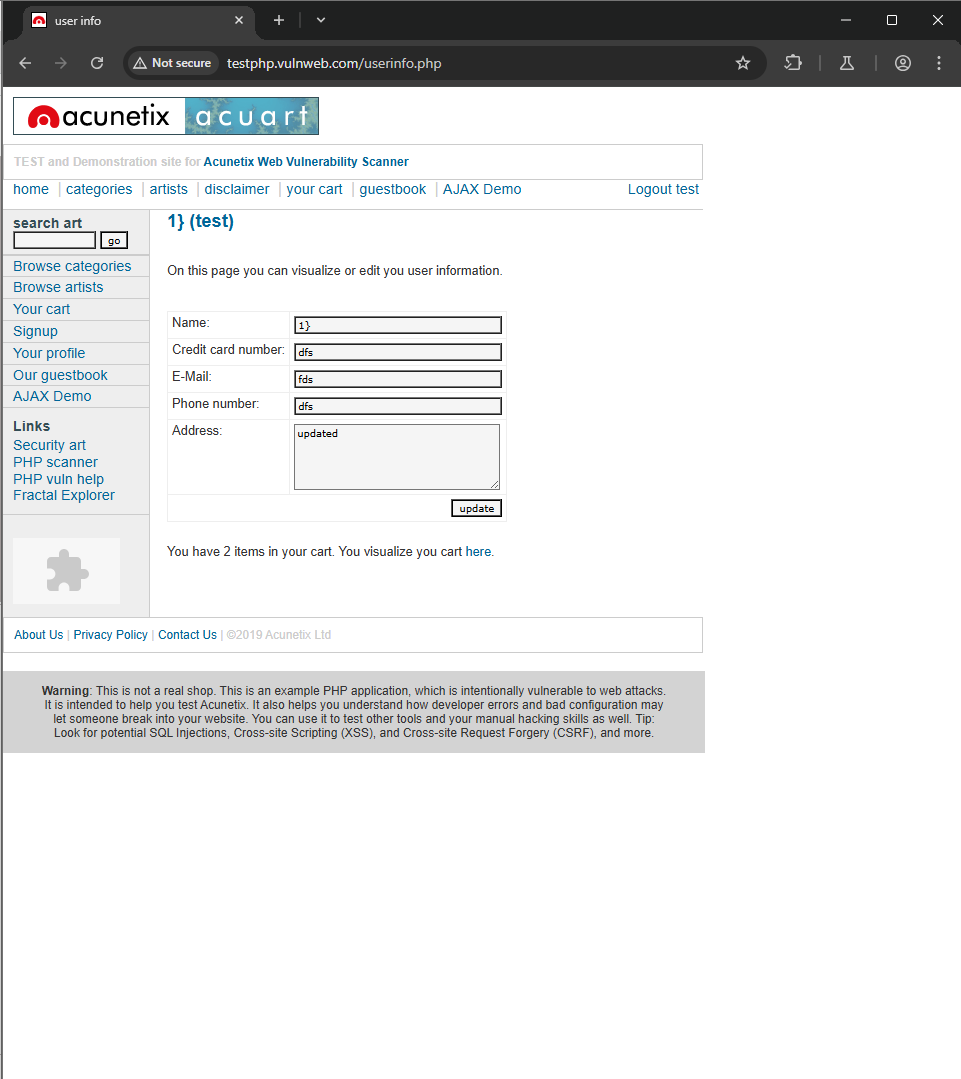 user info
Not secure testphp.vulnweb.com/userinfo.php
acunetix acuart
TEST and Demonstration site for Acunetix Web Vulnerability Scanner
home | categories | artists | disclaimer | your cart | guestbook | AJAX Demo Logout test
search art
go
Browse categories
Browse artists
Your cart
Signup
Your profile
Our guestbook
AJAX Demo
Links
Security art
PHP scanner
PHP vuln help
Fractal Explorer
1} (test)
On this page you can visualize or edit you user information.
Name: 1}
Credit card number: dfs
E-Mail: fds
Phone number: dfs
Address: updated
update
You have 2 items in your cart. You visualize you cart here.
About Us | Privacy Policy | Contact Us | ©2019 Acunetix Ltd
Warning: This is not a real shop. This is an example PHP application, which is intentionally vulnerable to web attacks.
It is intended to help you test Acunetix. It also helps you understand how developer errors and bad configuration may
let someone break into your website. You can use it to test other tools and your manual hacking skills as well. Tip:
Look for potential SQL Injections, Cross-site Scripting (XSS), and Cross-site Request Forgery (CSRF), and more.